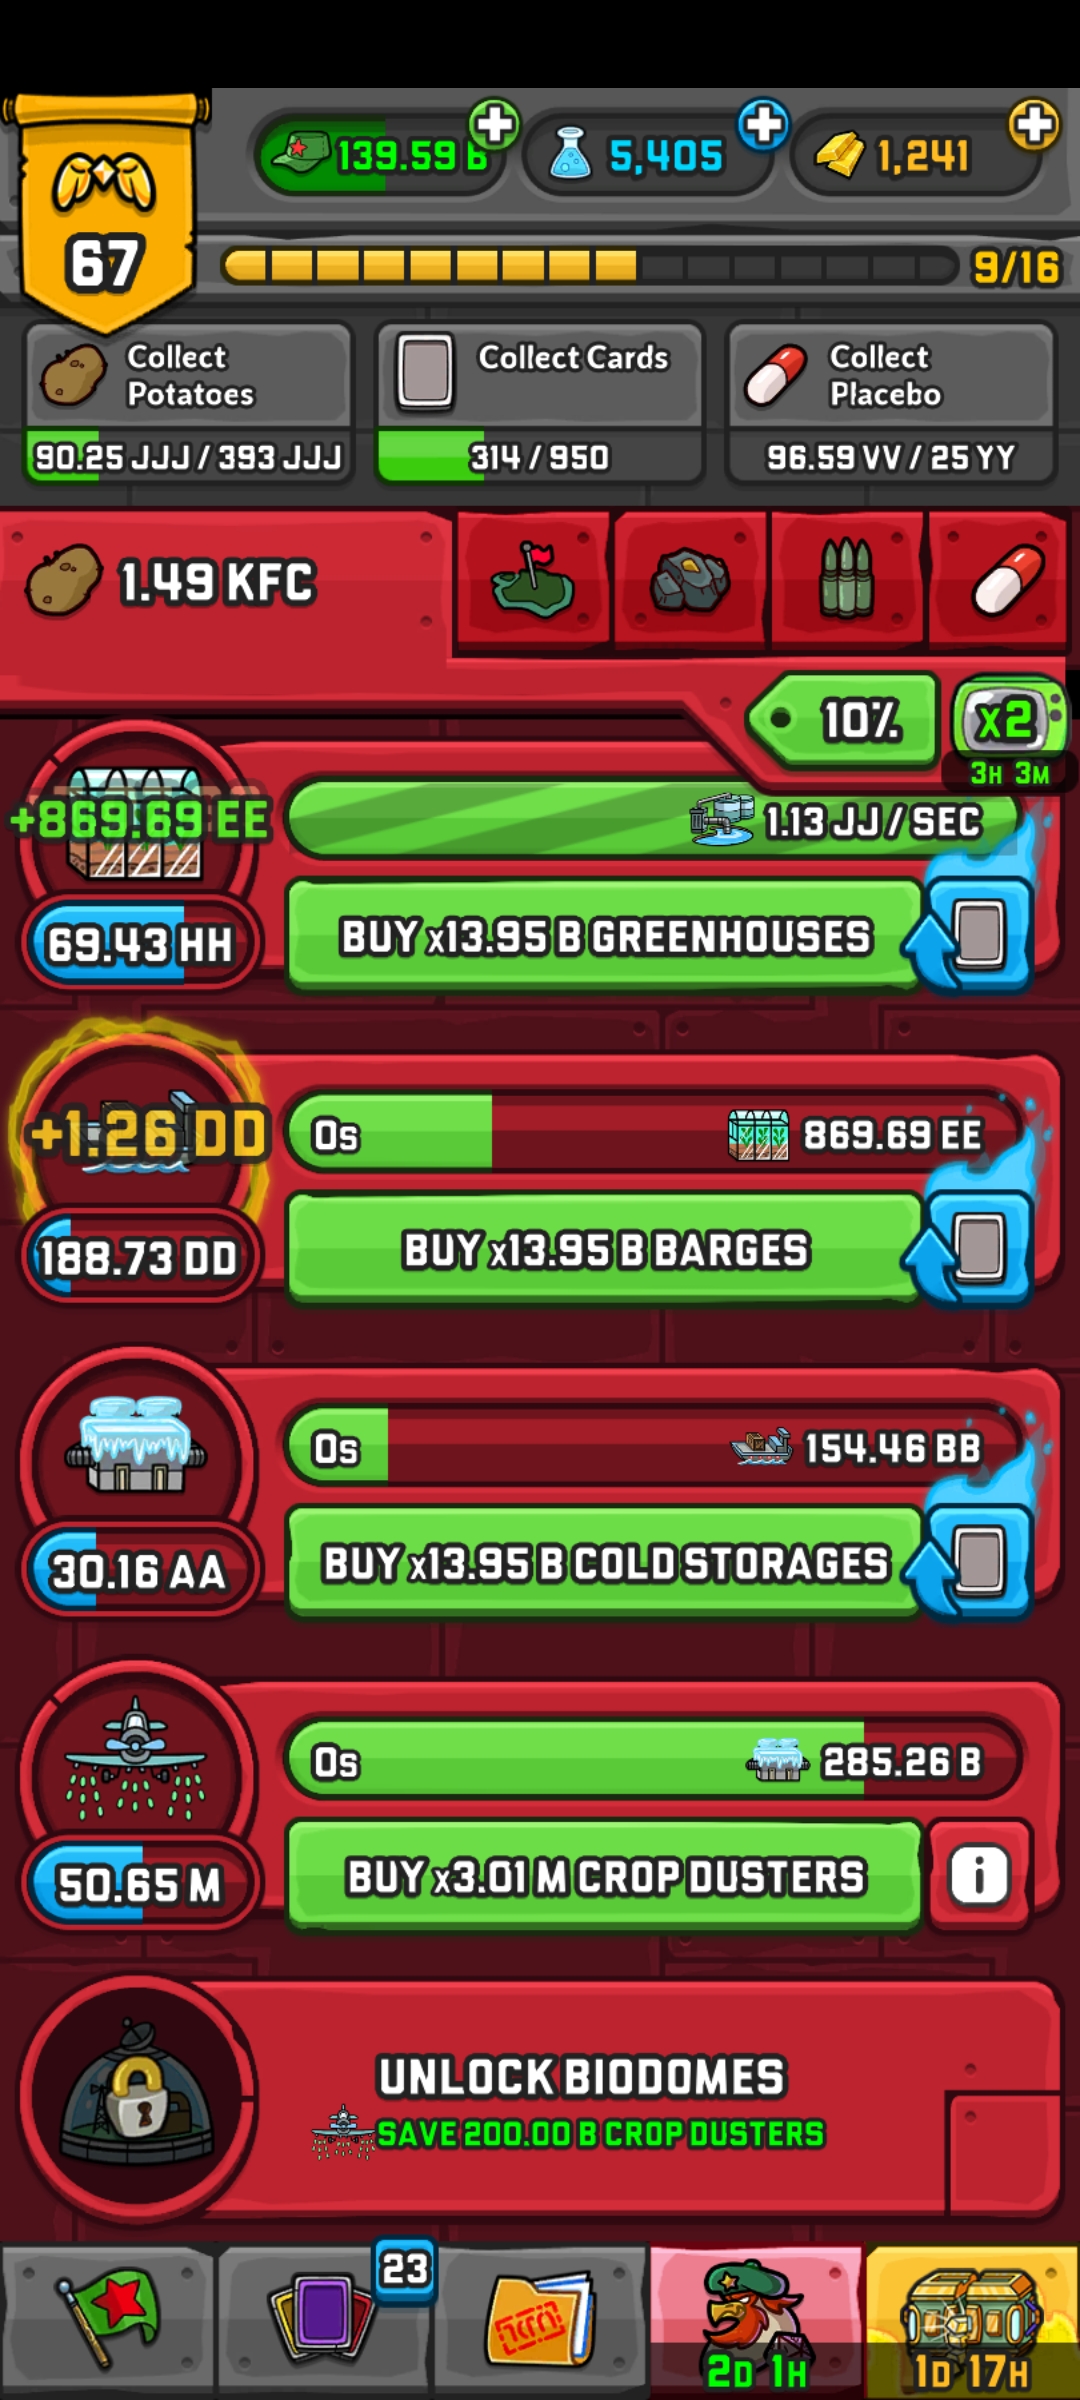 139.59 B
5,405
1,241
67
9/16
Collect
Potatoes
90.25 JJJ / 393 JJJ
Collect Cards
314 / 950
Collect
Placebo
96.59 VV / 25 YY
1.49 KFC
10%
x2
3H 3M
+869.69 EE
1.13 JJ / SEC
69.43 HH
BUY x13.95 B GREENHOUSES
+1.26 DD
0s
869.69 EE
188.73 DD
BUY x13.95 B BARGES
0s
154.46 BB
30.16 AA
BUY x13.95 B COLD STORAGES
0s
285.26 B
50.65 M
BUY x3.01 M CROP DUSTERS
i
UNLOCK BIODOMES
SAVE 200.00 B CROP DUSTERS
23
2D 1H
1D 17H